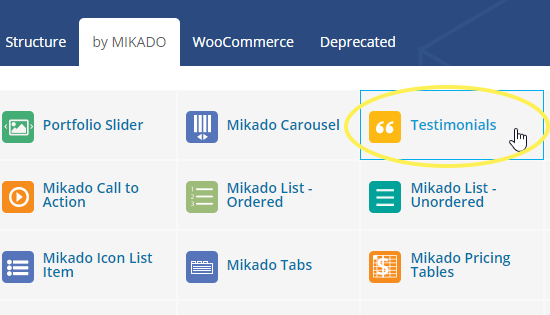 Structure
by MIKADO
WooCommerce
Deprecated
Portfolio Slider
Mikado Carousel
Testimonials
Mikado Call to
Action
Mikado List -
Ordered
Mikado List -
Unordered
Mikado Icon List
Item
Mikado Tabs
Mikado Pricing
Tables